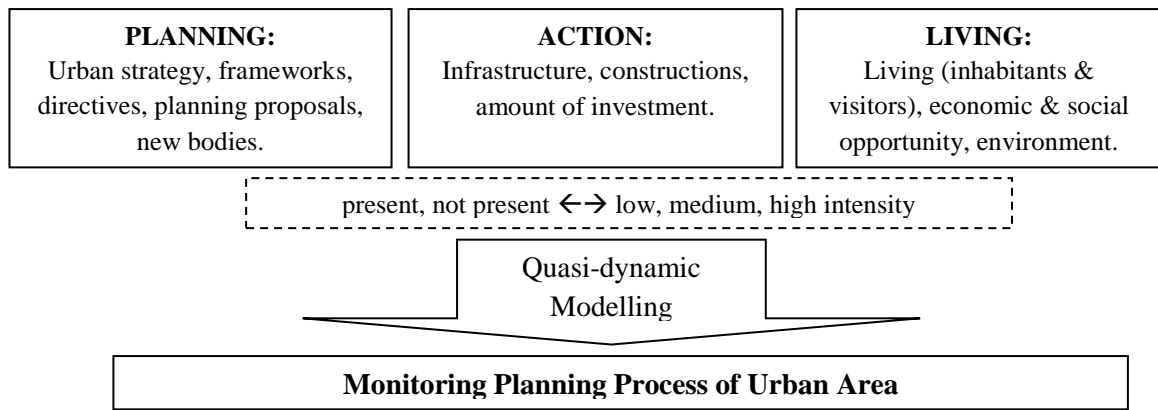 PLANNING:
Urban strategy, frameworks,
directives, planning proposals,
new bodies.
ACTION:
Infrastructure, constructions,
amount of investment.
LIVING:
Living (inhabitants &
visitors), economic & social
opportunity, environment.
present, not present ←→ low, medium, high intensity
Quasi-dynamic
Modelling
Monitoring Planning Process of Urban Area